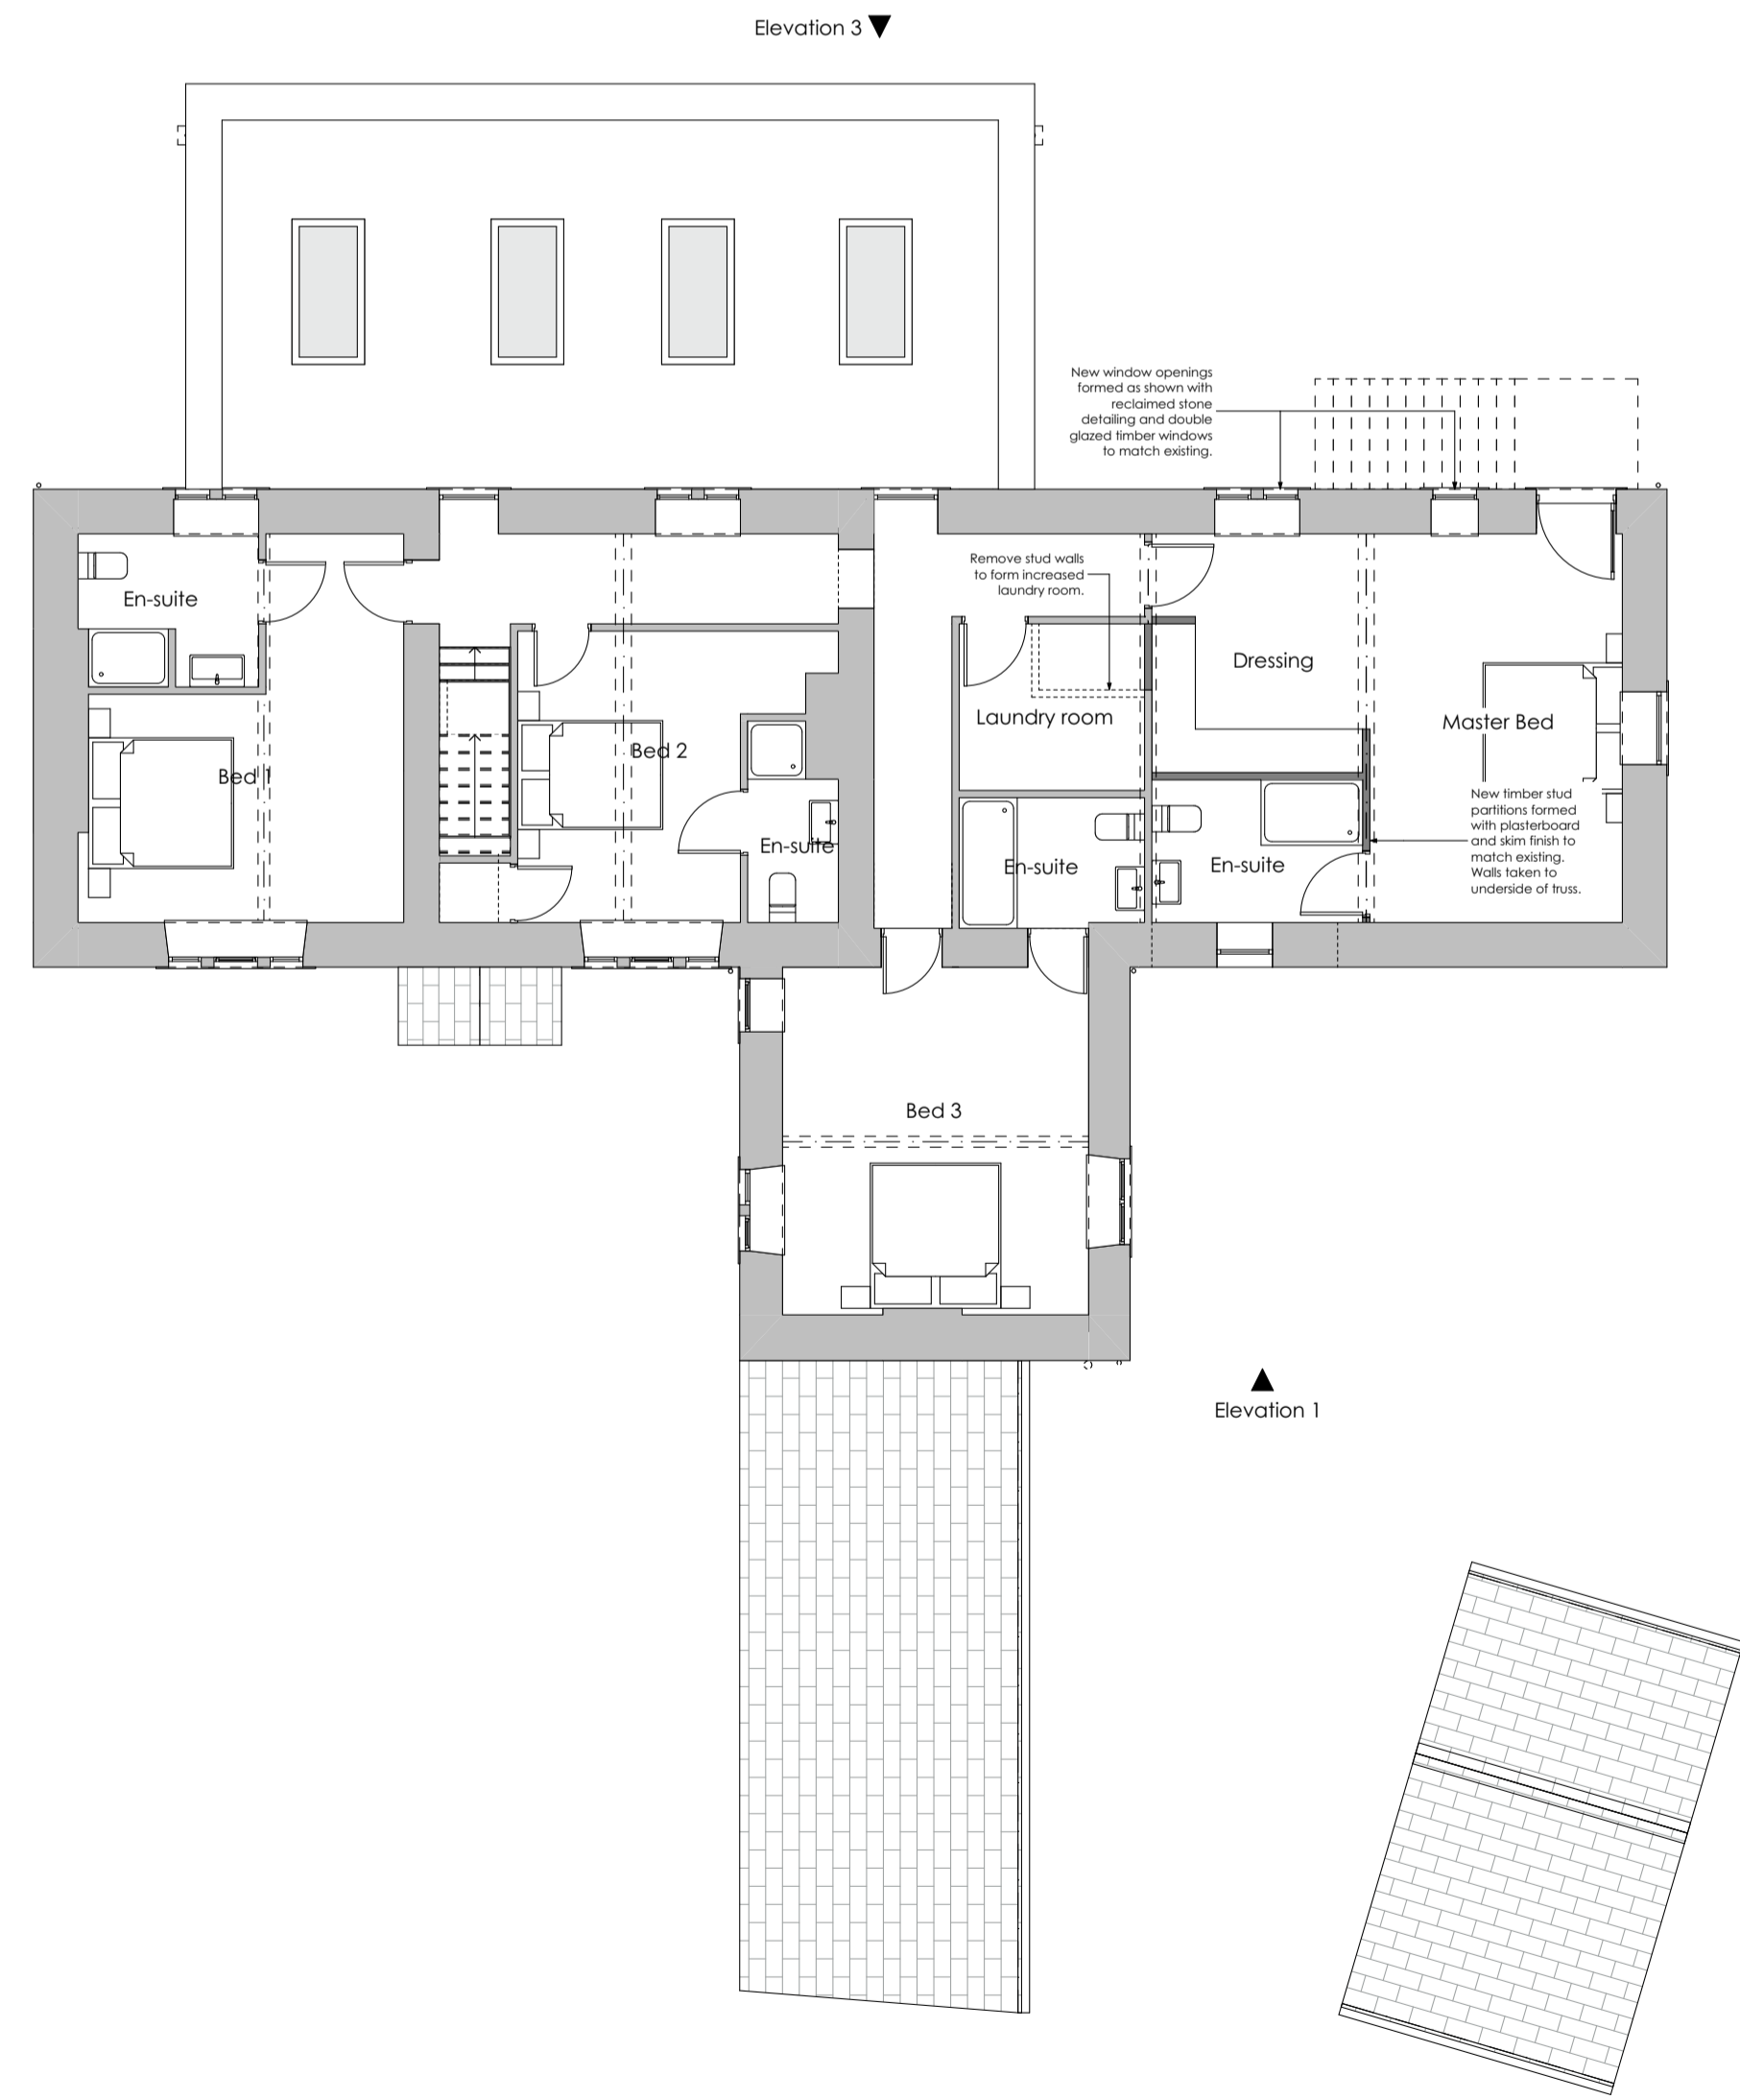 Elevation 3
New window openings
formed as shown with
reclaimed stone
detailing and double
glazed timber windows
to match existing.
Remove stud walls
to form increased
laundry room.
En-suite
Dressing
Laundry room
Master Bed
Bed 2
Bed 1
New timber stud
partitions formed
with plasterboard
and skim finish to
match existing.
Walls taken to
underside of truss.
En-suite
En-suite
En-suite
Bed 3
Elevation 1